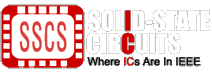 SSCS
SOLID-STATE
CIRCUITS
Where ICs Are In IEEE